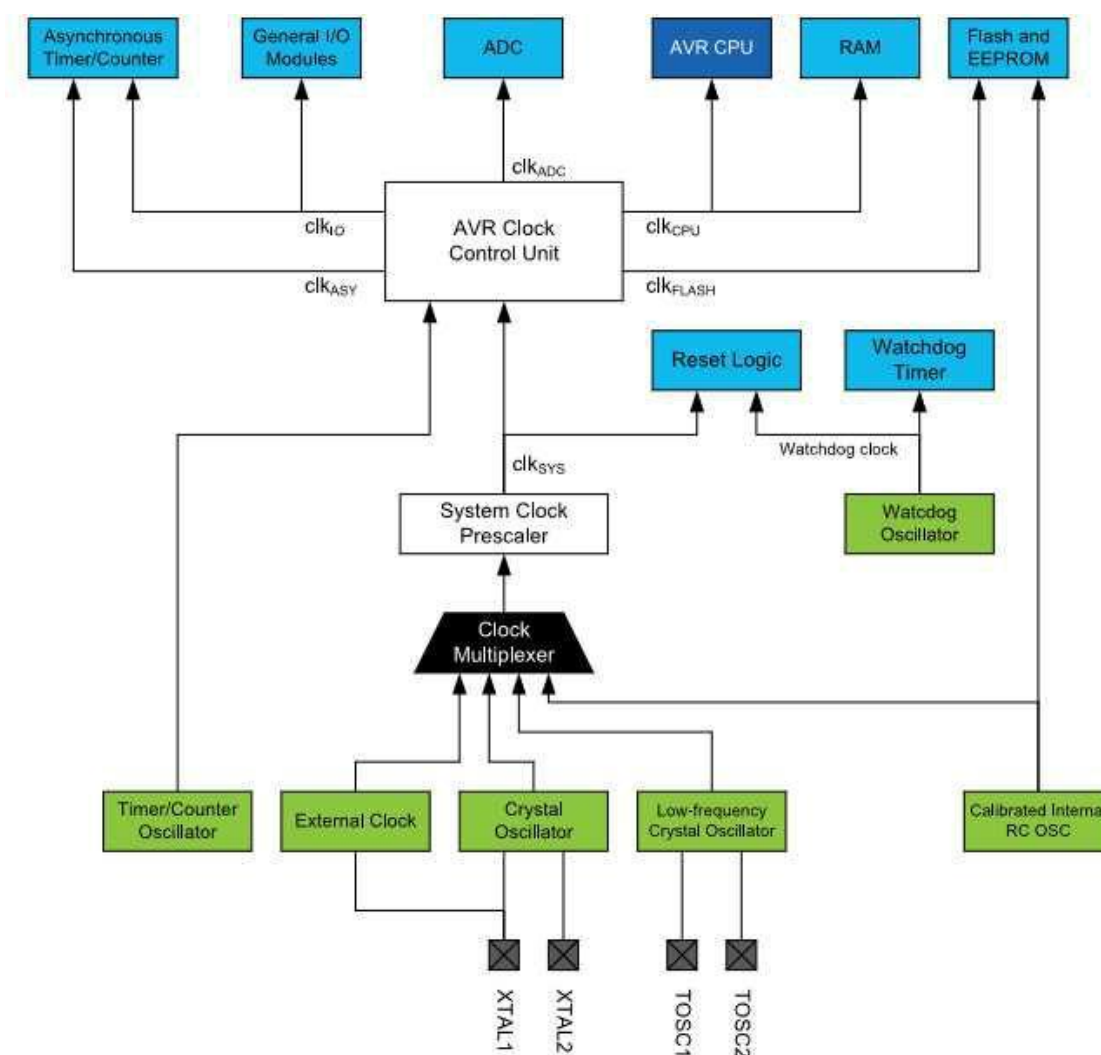 Asynchronous
Timer/Counter
General I/O
Modules
ADC
AVR CPU
RAM
Flash and
EEPROM
clkADC
clkIO
AVR Clock
Control Unit
clkCPU
clkASY
clkFLASH
Reset Logic
Watchdog
Timer
Watchdog clock
clkSYS
System Clock
Prescaler
Watcdog
Oscillator
Clock
Multiplexer
Timer/Counter
Oscillator
External Clock
Crystal
Oscillator
Low-frequency
Crystal Oscillator
Calibrated Interna
RC OSC
XTAL1
XTAL2
TOSC1
TOSC2